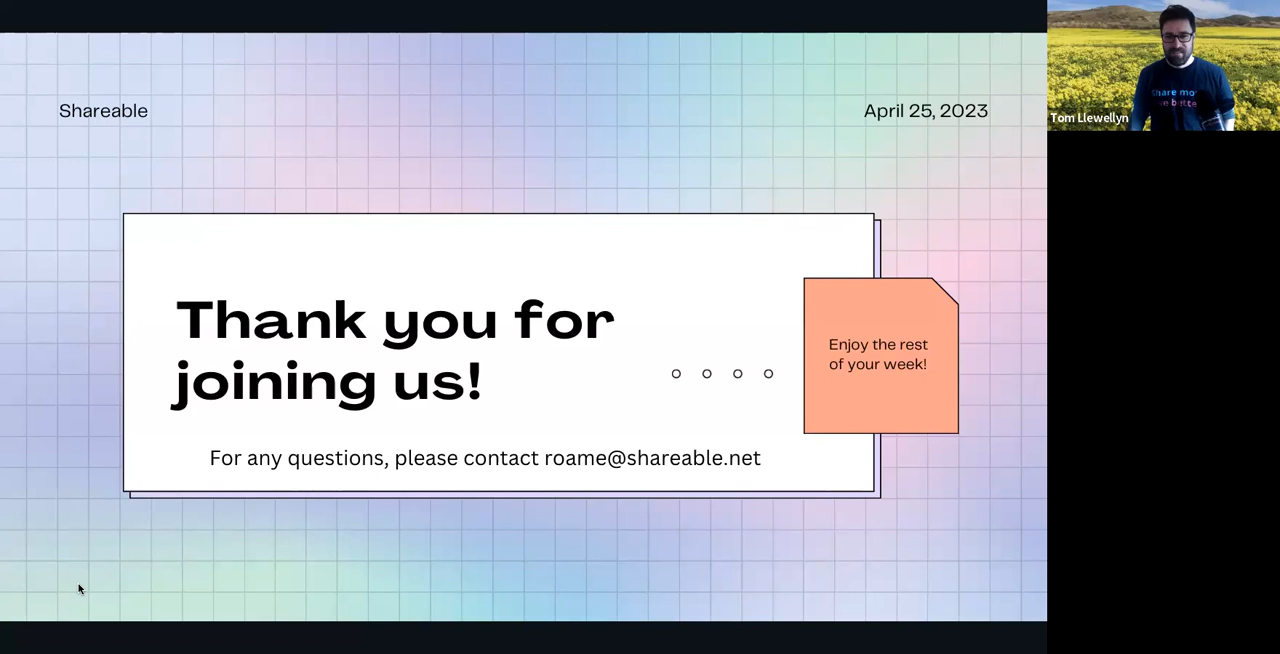 Shareable
April 25, 2023
Thank you for
joining us!
Enjoy the rest
of your week!
For any questions, please contact roame@shareable.net
Tom Llewellyn